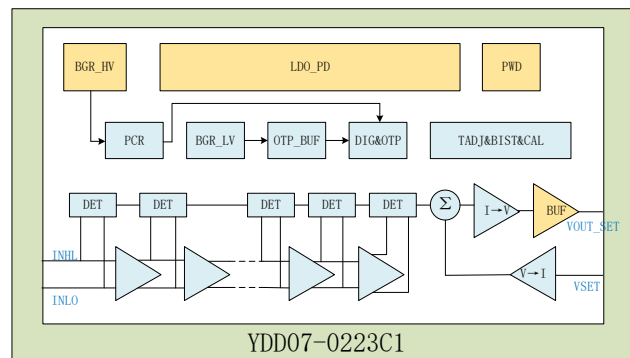 BGR_HV LDO_PD PWD
PCR BGR_LV OTP_BUF DIG&OTP TADJ&BIST&CAL
DET DET DET DET DET Σ I→V BUF
VOUT_SET
INHL
V→I
INLO VSET
YDD07-0223C1